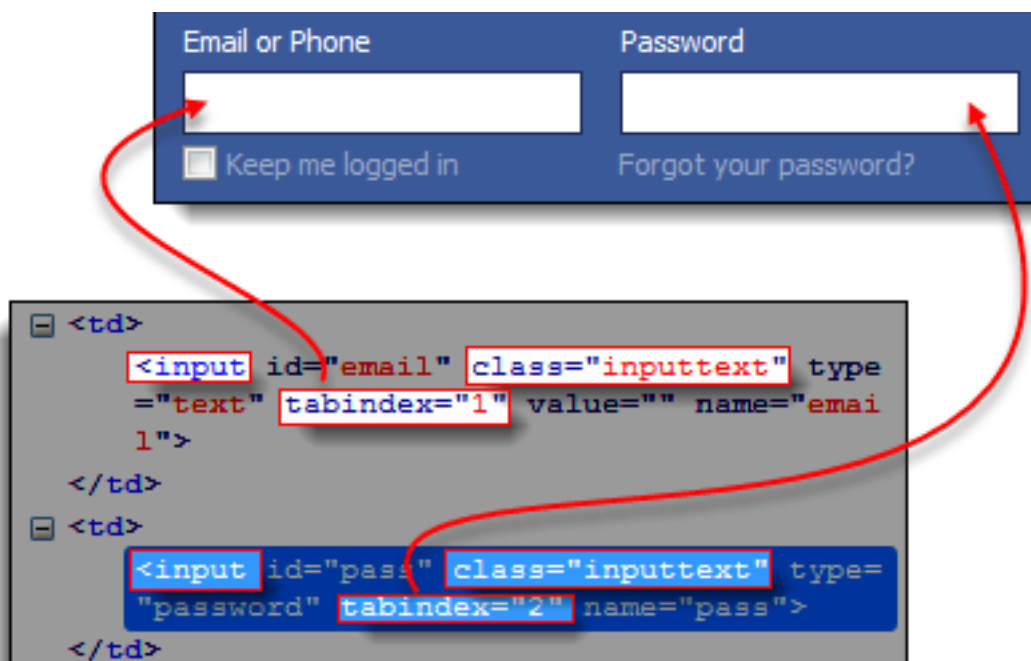 Email or Phone Password
Keep me logged in Forgot your password?
<td>
<input id="email" class="inputtext" type
="text" tabindex="1" value="" name="emai
l">
</td>
<td>
<input id="pass" class="inputtext" type=
"password" tabindex="2" name="pass">
</td>